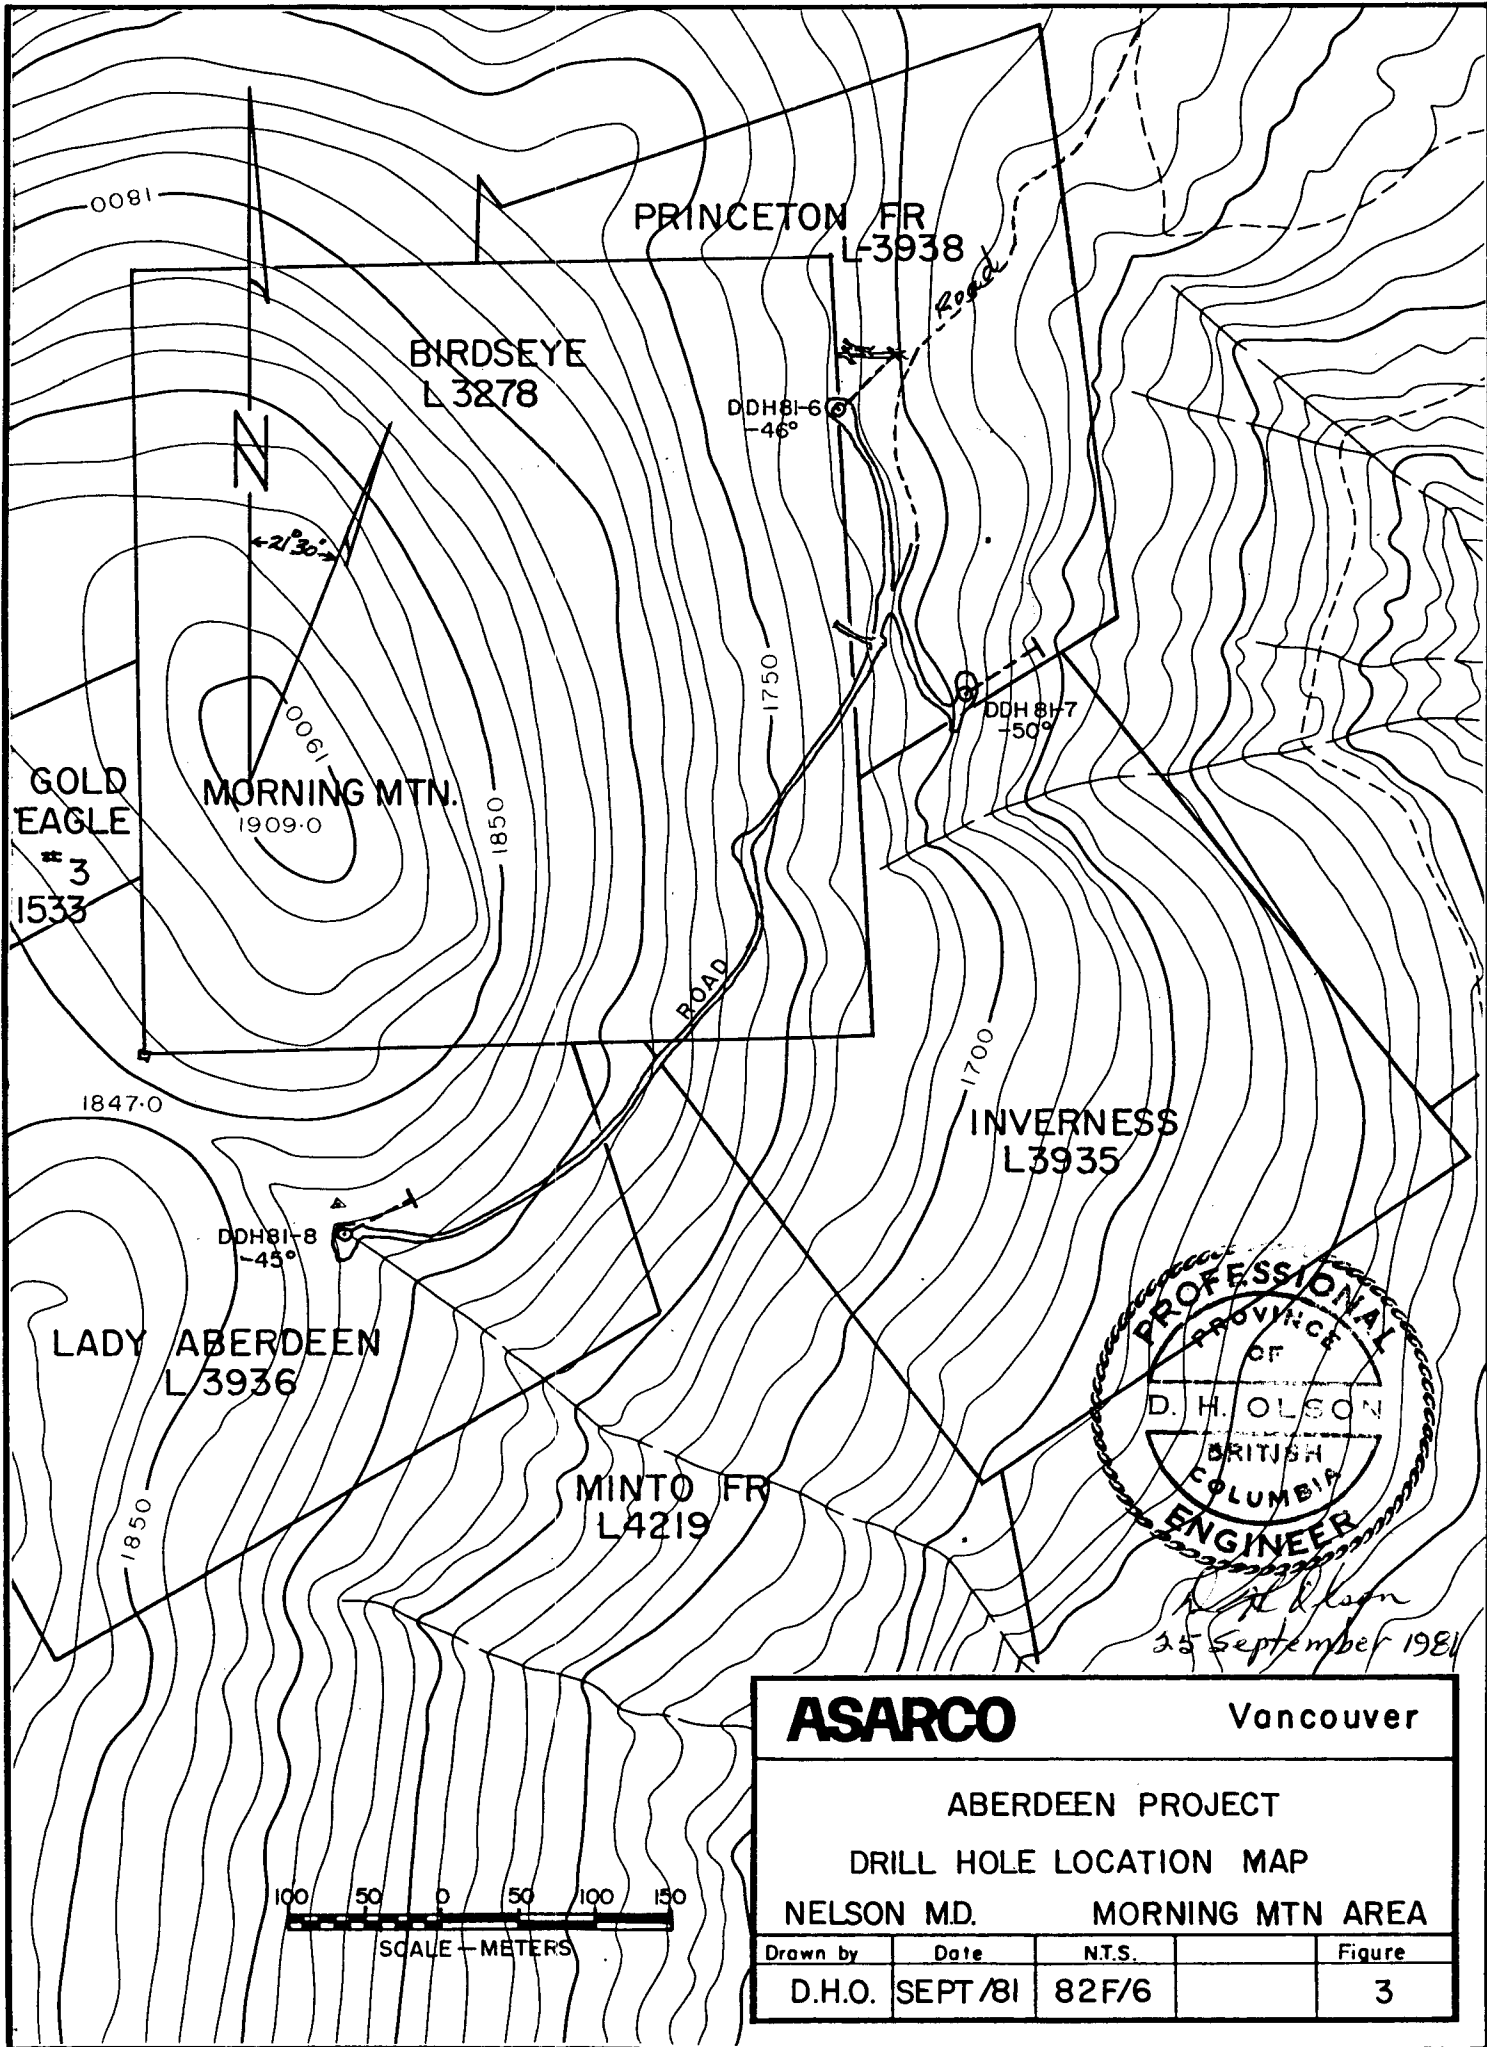 1800
PRINCETON FR
L-3938
Road
BIRDSEYE
L 3278
DDH81-6
-46°
N
21°30'
1750
1900
DDH 81-7
-50°
GOLD
EAGLE
#3
1533
MORNING MTN.
1909.0
1850
ROAD
1700
1847.0
INVERNESS
L3935
DDH81-8
-45°
LADY ABERDEEN
L 3936
1850
MINTO FR
L4219
PROFESSIONAL
PROVINCE
OF
D. H. OLSON
BRITISH
COLUMBIA
ENGINEER
25 September 1981
ASARCO Vancouver
ABERDEEN PROJECT
DRILL HOLE LOCATION MAP
NELSON M.D. MORNING MTN AREA
Drawn by Date N.T.S. Figure
D.H.O. SEPT/81 82F/6 3
100 50 0 50 100 150
SCALE-METERS